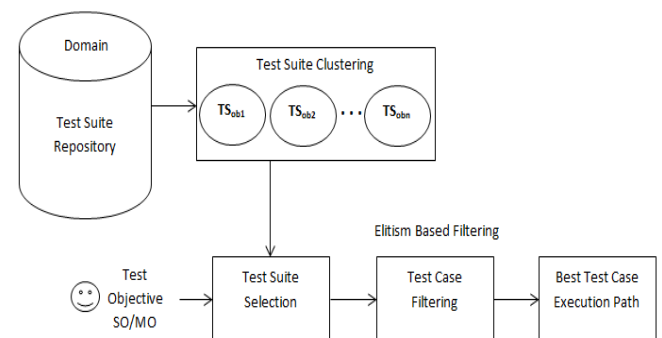 Domain
Test Suite
Repository
Test Suite Clustering
TSob1
TSob2
...
TSobn
Elitism Based Filtering
Test
Objective
SO/MO
Test Suite
Selection
Test Case
Filtering
Best Test Case
Execution Path